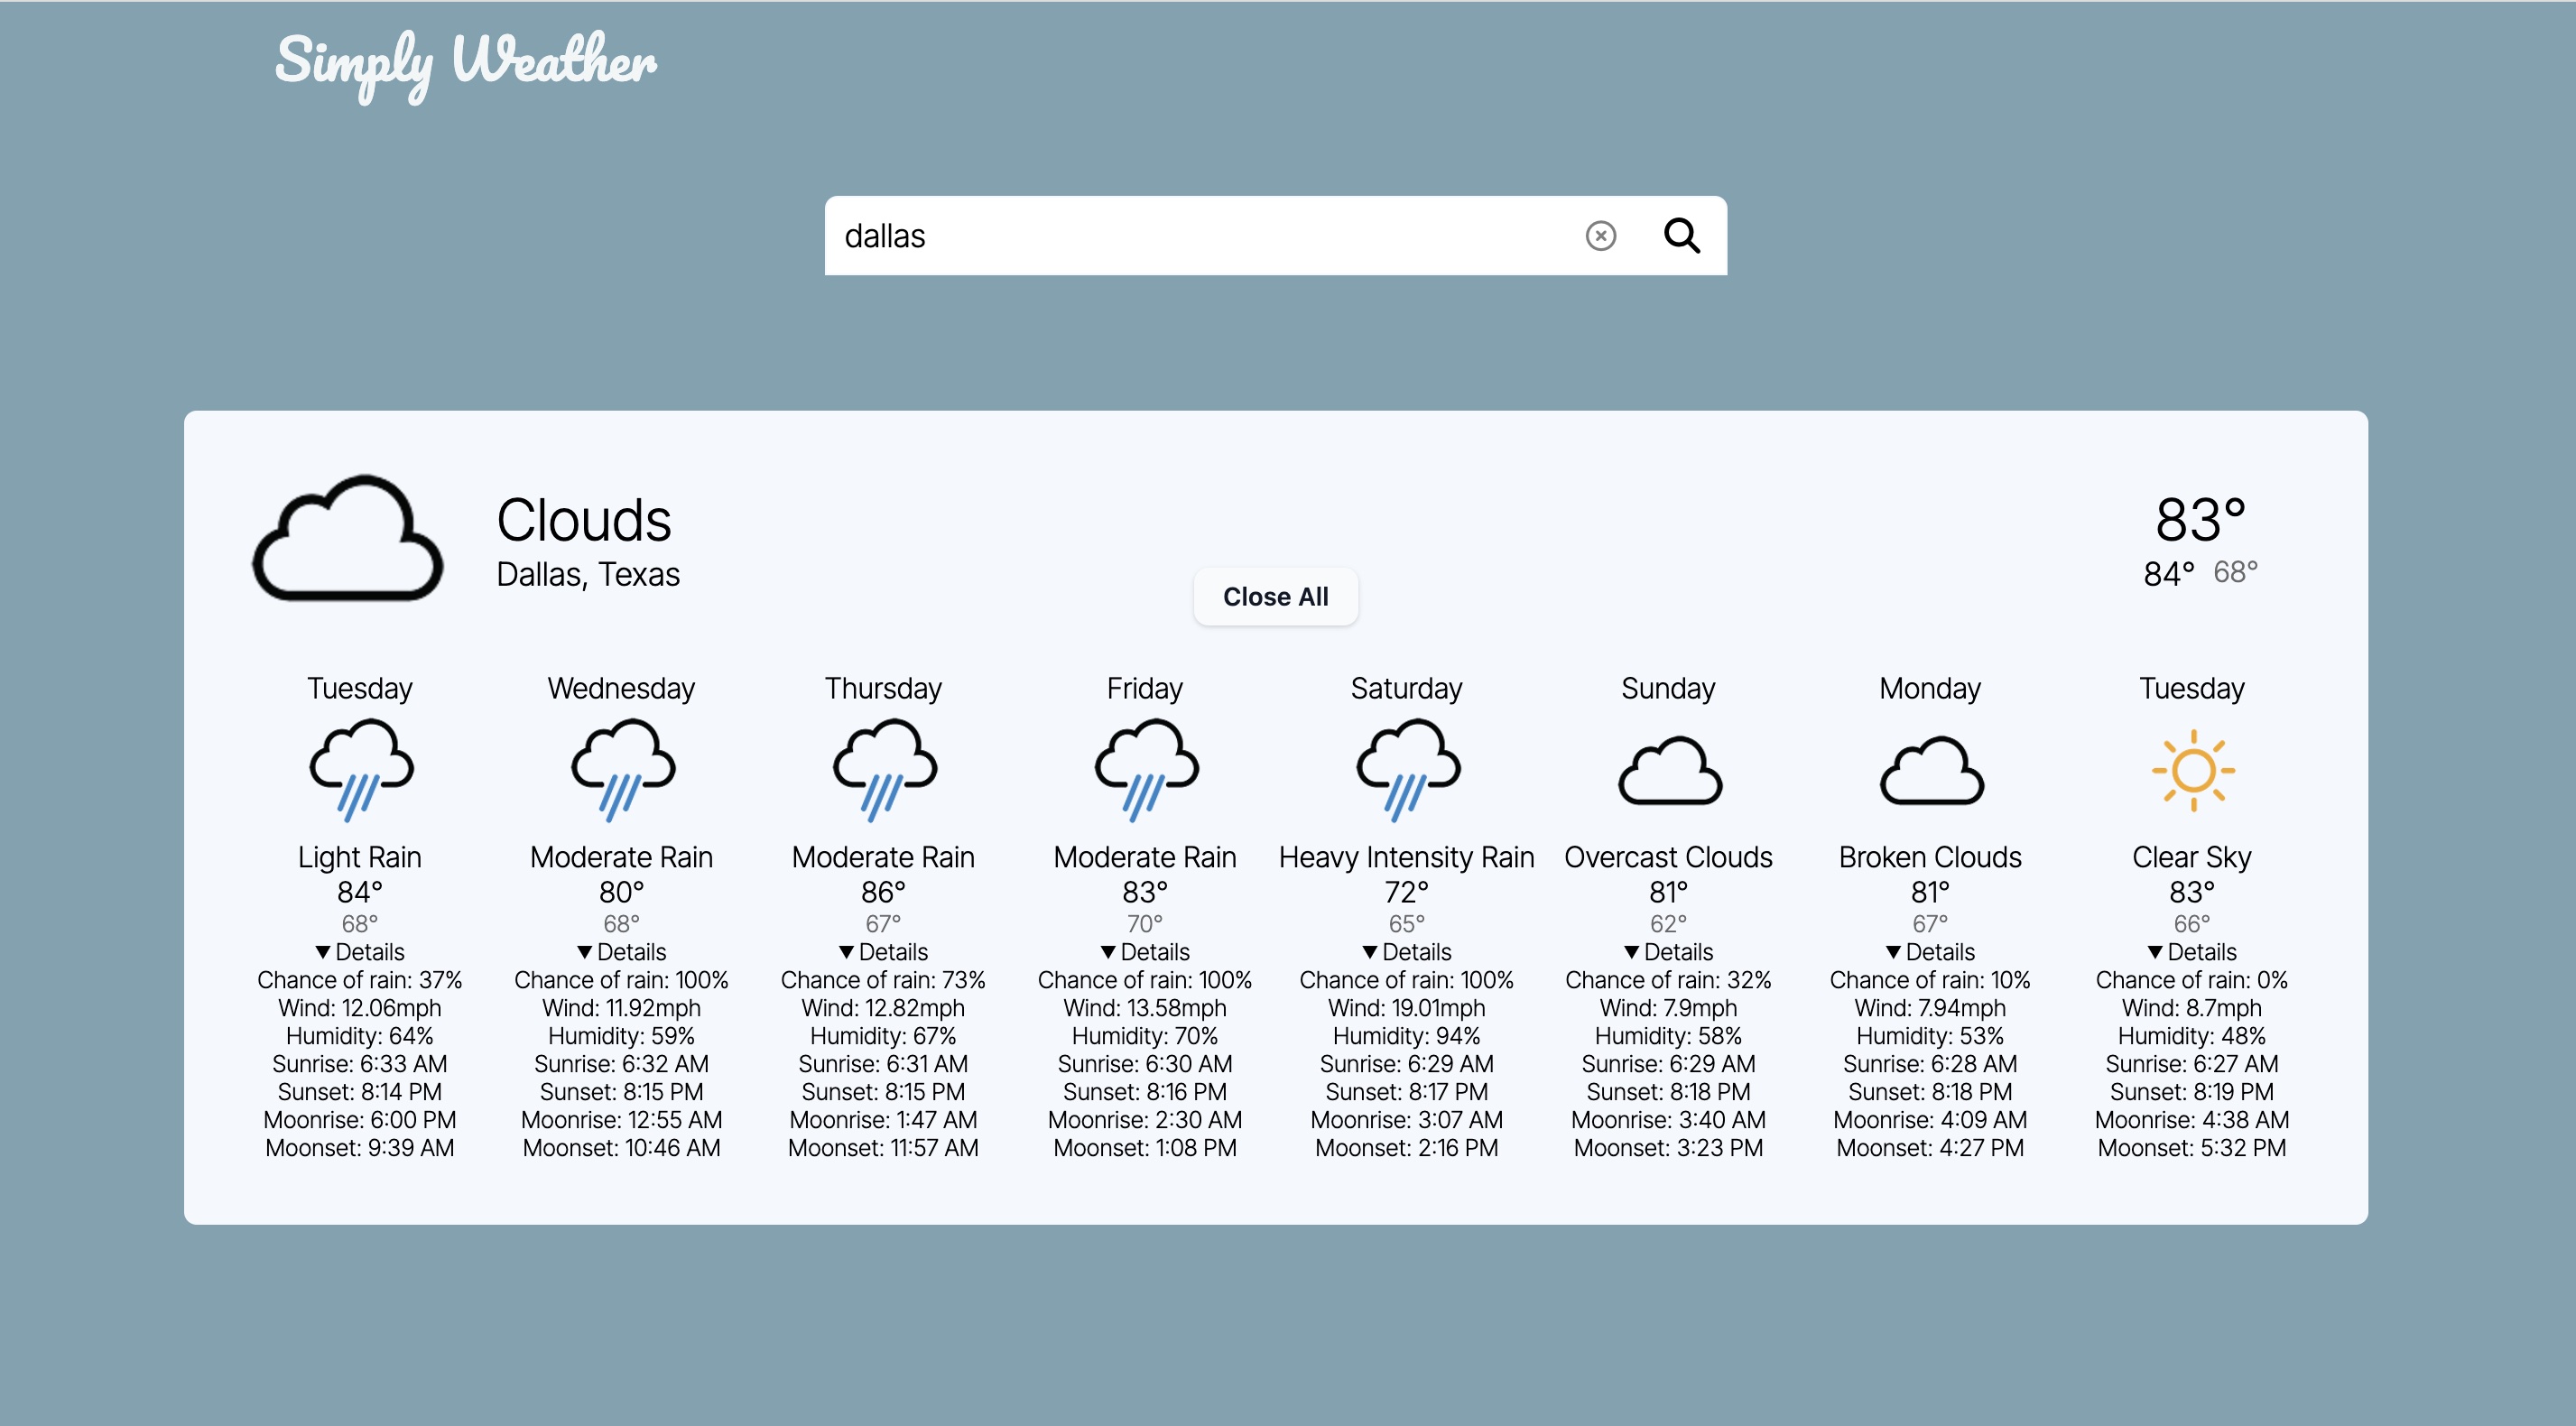 Simply Weather
dallas
Clouds
Dallas, Texas
83°
84° 68°
Close All
Tuesday
Light Rain
84°
68°
▼ Details
Chance of rain: 37%
Wind: 12.06mph
Humidity: 64%
Sunrise: 6:33 AM
Sunset: 8:14 PM
Moonrise: 6:00 PM
Moonset: 9:39 AM
Wednesday
Moderate Rain
80°
68°
▼ Details
Chance of rain: 100%
Wind: 11.92mph
Humidity: 59%
Sunrise: 6:32 AM
Sunset: 8:15 PM
Moonrise: 12:55 AM
Moonset: 10:46 AM
Thursday
Moderate Rain
86°
67°
▼ Details
Chance of rain: 73%
Wind: 12.82mph
Humidity: 67%
Sunrise: 6:31 AM
Sunset: 8:15 PM
Moonrise: 1:47 AM
Moonset: 11:57 AM
Friday
Moderate Rain
83°
70°
▼ Details
Chance of rain: 100%
Wind: 13.58mph
Humidity: 70%
Sunrise: 6:30 AM
Sunset: 8:16 PM
Moonrise: 2:30 AM
Moonset: 1:08 PM
Saturday
Heavy Intensity Rain
72°
65°
▼ Details
Chance of rain: 100%
Wind: 19.01mph
Humidity: 94%
Sunrise: 6:29 AM
Sunset: 8:17 PM
Moonrise: 3:07 AM
Moonset: 2:16 PM
Sunday
Overcast Clouds
81°
62°
▼ Details
Chance of rain: 32%
Wind: 7.9mph
Humidity: 58%
Sunrise: 6:29 AM
Sunset: 8:18 PM
Moonrise: 3:40 AM
Moonset: 3:23 PM
Monday
Broken Clouds
81°
67°
▼ Details
Chance of rain: 10%
Wind: 7.94mph
Humidity: 53%
Sunrise: 6:28 AM
Sunset: 8:18 PM
Moonrise: 4:09 AM
Moonset: 4:27 PM
Tuesday
Clear Sky
83°
66°
▼ Details
Chance of rain: 0%
Wind: 8.7mph
Humidity: 48%
Sunrise: 6:27 AM
Sunset: 8:19 PM
Moonrise: 4:38 AM
Moonset: 5:32 PM